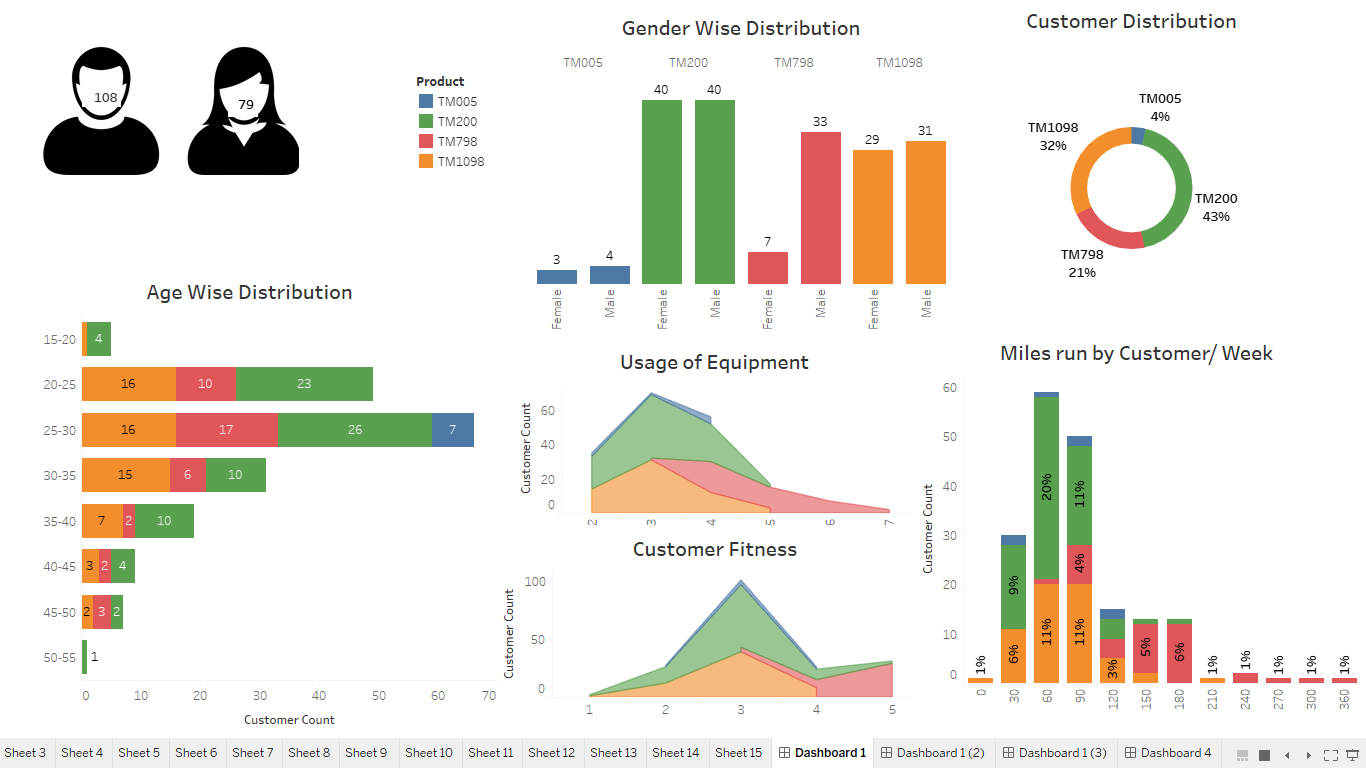 108
79
Product
TM005
TM200
TM798
TM1098
Gender Wise Distribution
TM005 TM200 TM798 TM1098
3 4 40 40 7 33 29 31
Female Male Female Male Female Male Female Male
Customer Distribution
TM005
4%
TM1098
32%
TM200
43%
TM798
21%
Age Wise Distribution
15-20 4
20-25 16 10 23
25-30 16 17 26 7
30-35 15 6 10
35-40 7 2 10
40-45 3 2 4
45-50 2 3 2
50-55 1
0 10 20 30 40 50 60 70
Customer Count
Usage of Equipment
Customer Count
60
40
20
0
2 3 4 5 6 7
Customer Fitness
Customer Count
100
50
0
1 2 3 4 5
Miles run by Customer/ Week
Customer Count
60
50
40
30
20
10
0
1% 9% 6% 20% 11% 11% 4% 11% 3% 5% 6% 1% 1% 1% 1% 1%
0 30 60 90 120 150 180 210 240 270 300 360
Sheet 3 Sheet 4 Sheet 5 Sheet 6 Sheet 7 Sheet 8 Sheet 9 Sheet 10 Sheet 11 Sheet 12 Sheet 13 Sheet 14 Sheet 15 Dashboard 1 Dashboard 1 (2) Dashboard 1 (3) Dashboard 4